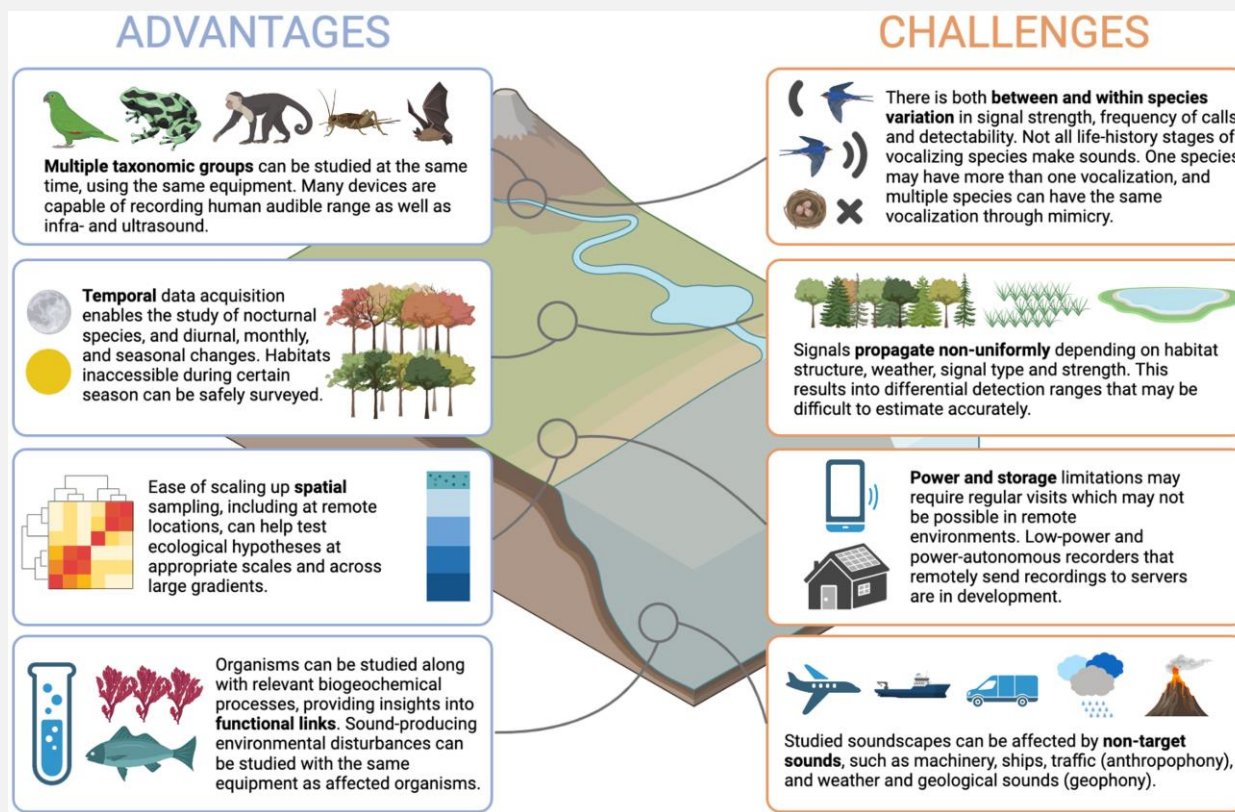 ADVANTAGES
Multiple taxonomic groups can be studied at the same
time, using the same equipment. Many devices are
capable of recording human audible range as well as
infra- and ultrasound.
Temporal data acquisition
enables the study of nocturnal
species, and diurnal, monthly,
and seasonal changes. Habitats
inaccessible during certain
season can be safely surveyed.
Ease of scaling up spatial
sampling, including at remote
locations, can help test
ecological hypotheses at
appropriate scales and across
large gradients.
Organisms can be studied along
with relevant biogeochemical
processes, providing insights into
functional links. Sound-producing
environmental disturbances can
be studied with the same
equipment as affected organisms.
CHALLENGES
There is both between and within species
variation in signal strength, frequency of calls
and detectability. Not all life-history stages of
vocalizing species make sounds. One species
may have more than one vocalization, and
multiple species can have the same
vocalization through mimicry.
Signals propagate non-uniformly depending on habitat
structure, weather, signal type and strength. This
results into differential detection ranges that may be
difficult to estimate accurately.
Power and storage limitations may
require regular visits which may not
be possible in remote
environments. Low-power and
power-autonomous recorders that
remotely send recordings to servers
are in development.
Studied soundscapes can be affected by non-target
sounds, such as machinery, ships, traffic (anthropophony),
and weather and geological sounds (geophony).